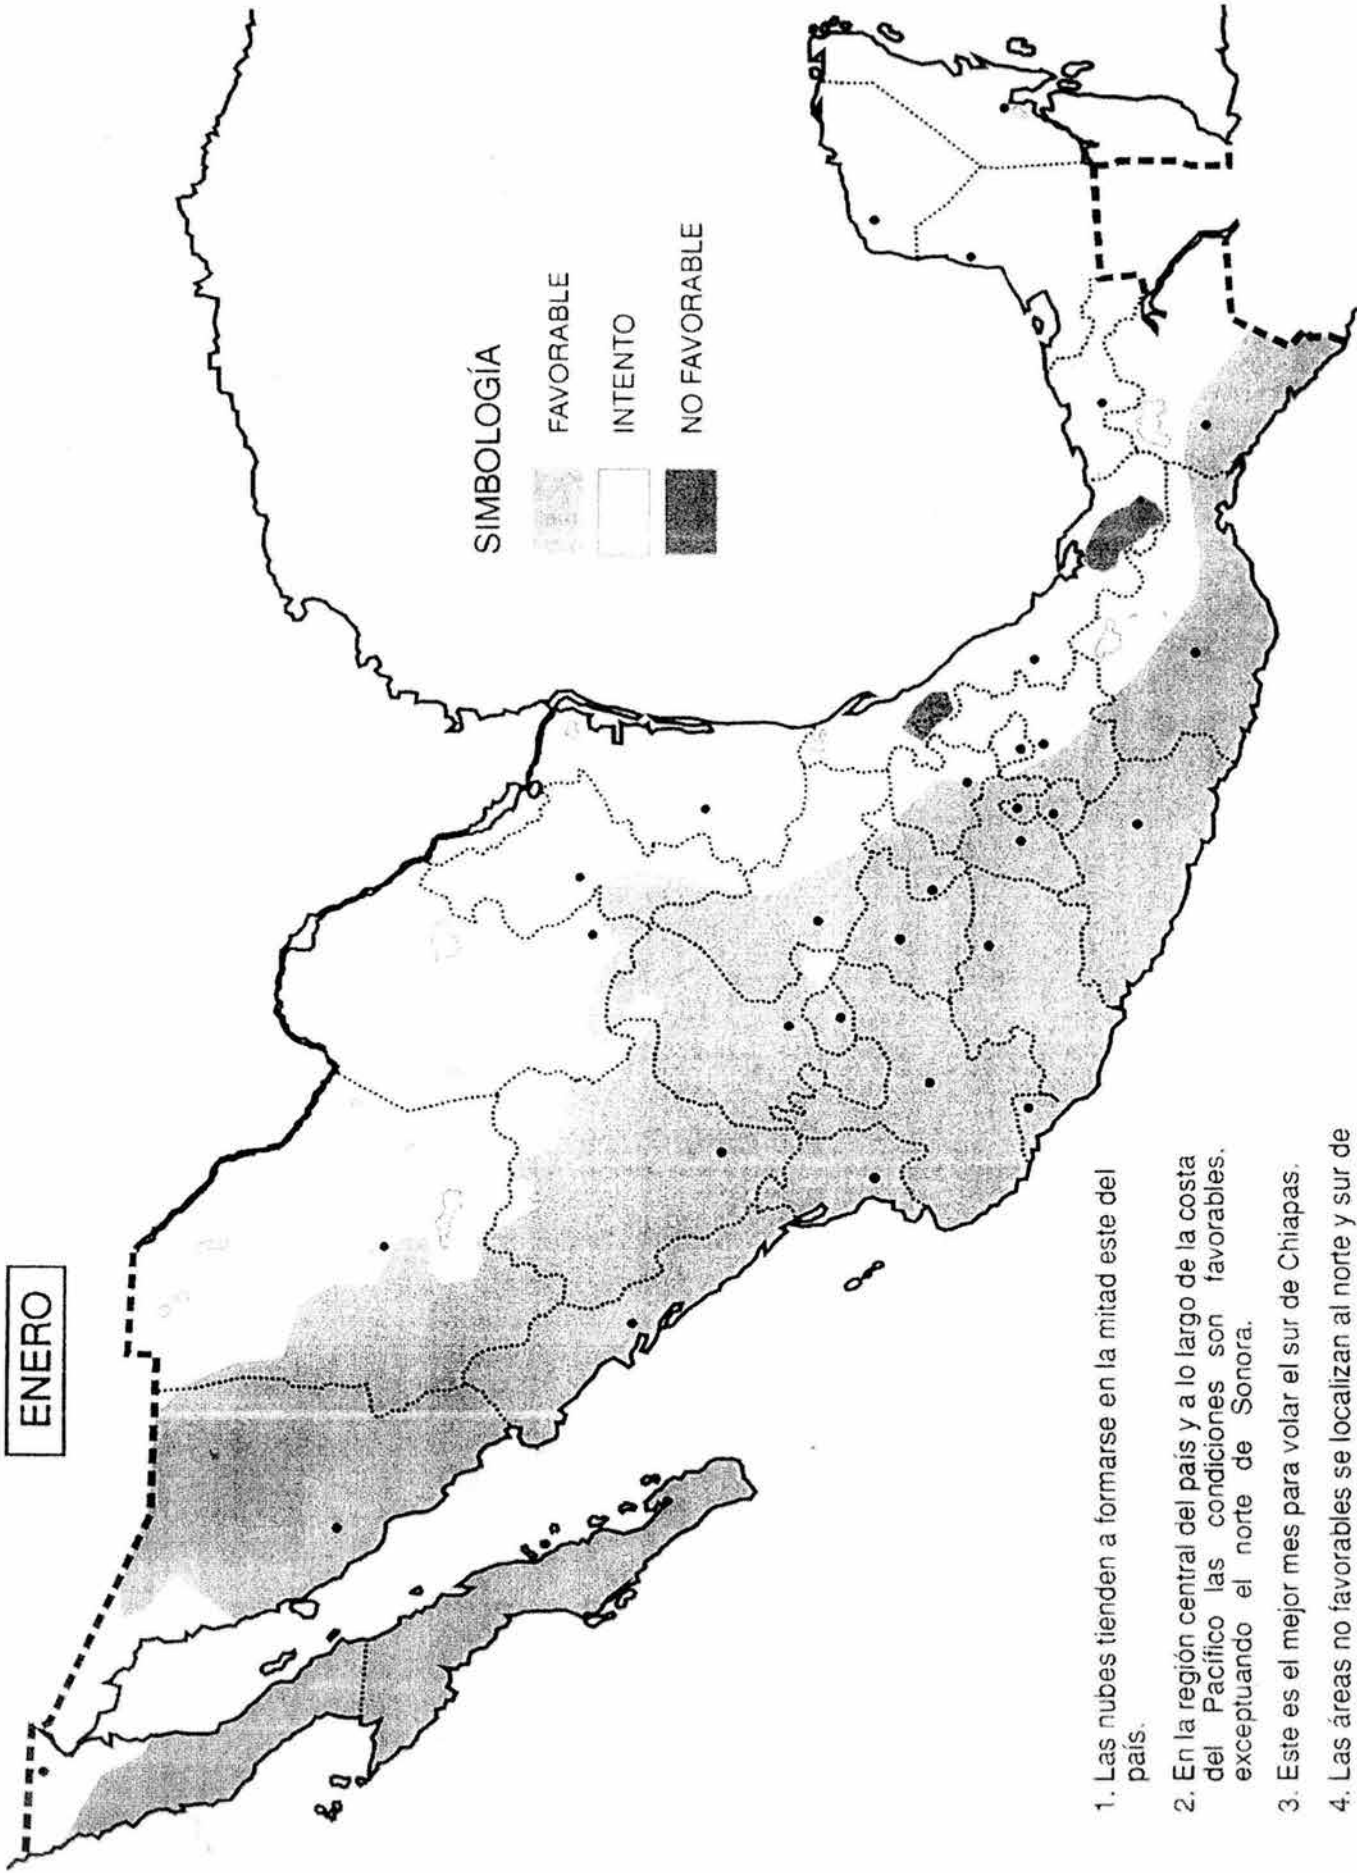 ENERO
SIMBOLOGÍA
FAVORABLE
INTENTO
NO FAVORABLE
1. Las nubes tienden a formarse en la mitad este del
país.
2. En la región central del país y a lo largo de la costa
del Pacífico las condiciones son favorables,
exceptuando el norte de Sonora.
3. Este es el mejor mes para volar el sur de Chiapas.
4. Las áreas no favorables se localizan al norte y sur de